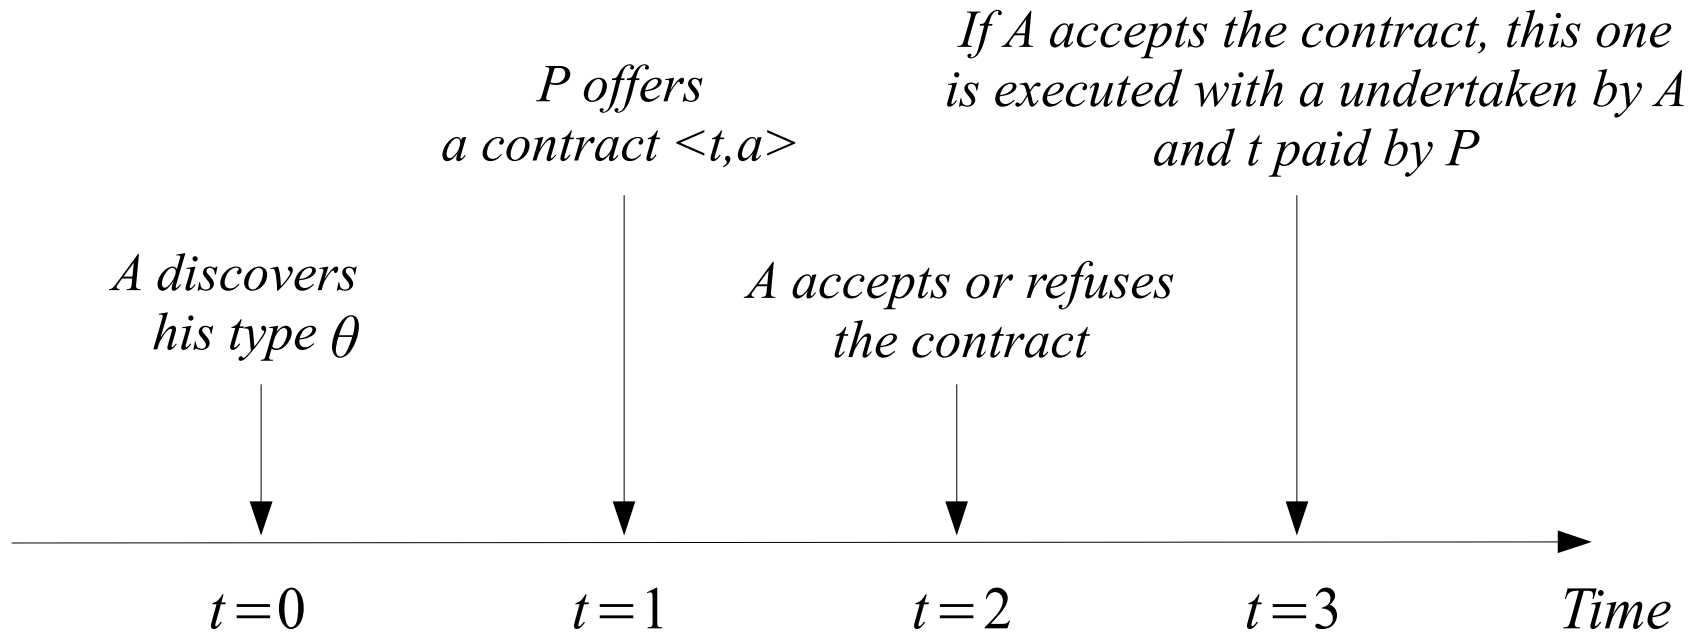 A discovers
his type θ
P offers
a contract <t,a>
A accepts or refuses
the contract
If A accepts the contract, this one
is executed with a undertaken by A
and t paid by P
t=0
t=1
t=2
t=3
Time